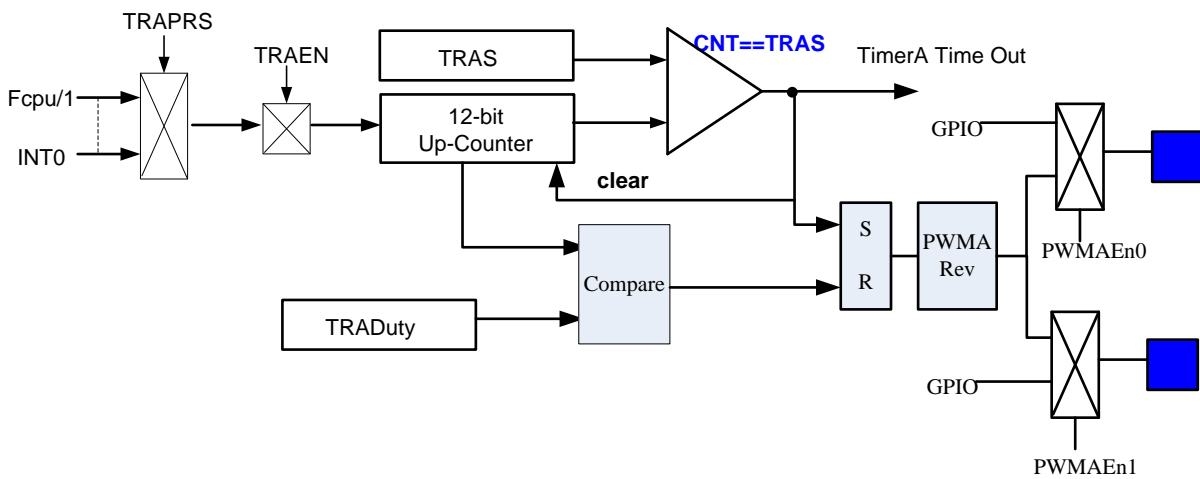 TRAPRS
TRAEN
Fcpu/1
INT0
TRAS
12-bit
Up-Counter
CNT==TRAS
TimerA Time Out
clear
GPIO
PWMAEn0
S
R
PWMA
Rev
Compare
TRADuty
GPIO
PWMAEn1